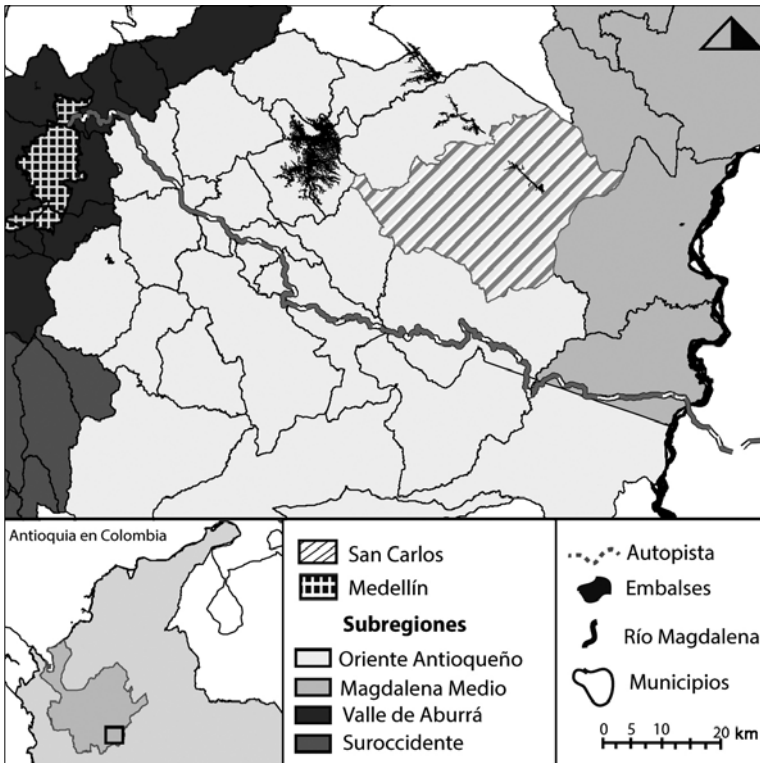 Antioquia en Colombia
San Carlos
Medellín
Subregiones
Oriente Antioqueño
Magdalena Medio
Valle de Aburrá
Suroccidente
Autopista
Embalses
Río Magdalena
Municipios
0 5 10 20 km